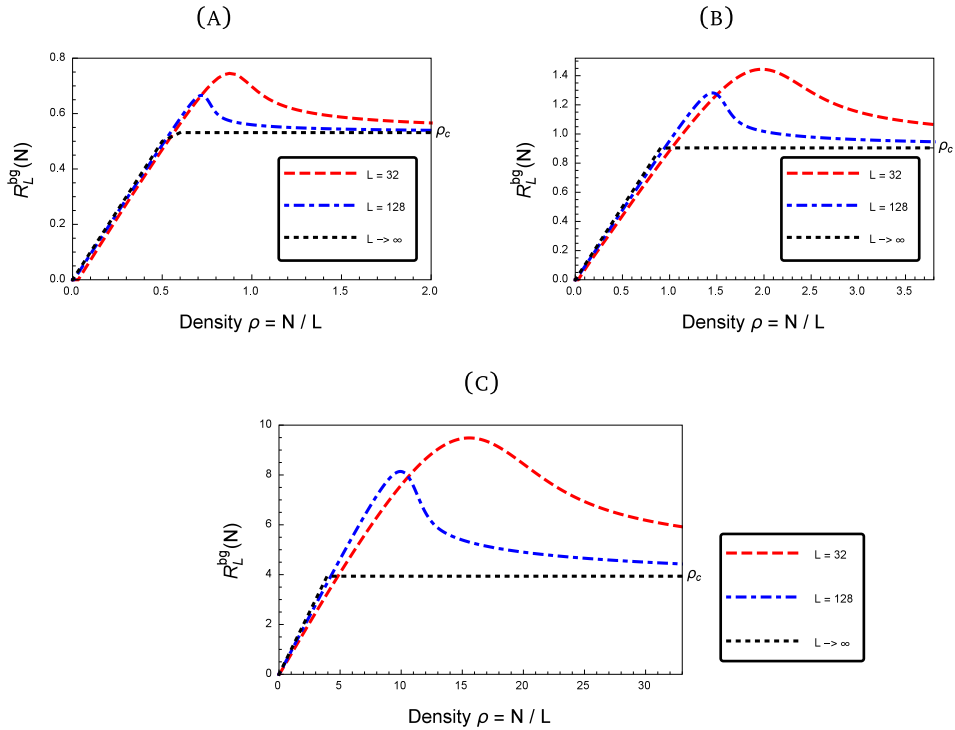 (A)
R_L^bg(N)
0.8
0.6
0.4
0.2
0.0
0.0 0.5 1.0 1.5 2.0
ρc
L = 32
L = 128
L -> ∞
Density ρ = N / L
(B)
R_L^bg(N)
1.4
1.2
1.0
0.8
0.6
0.4
0.2
0.0
0.0 0.5 1.0 1.5 2.0 2.5 3.0 3.5
ρc
L = 32
L = 128
L -> ∞
Density ρ = N / L
(C)
R_L^bg(N)
10
8
6
4
2
0
0 5 10 15 20 25 30
ρc
Density ρ = N / L
L = 32
L = 128
L -> ∞